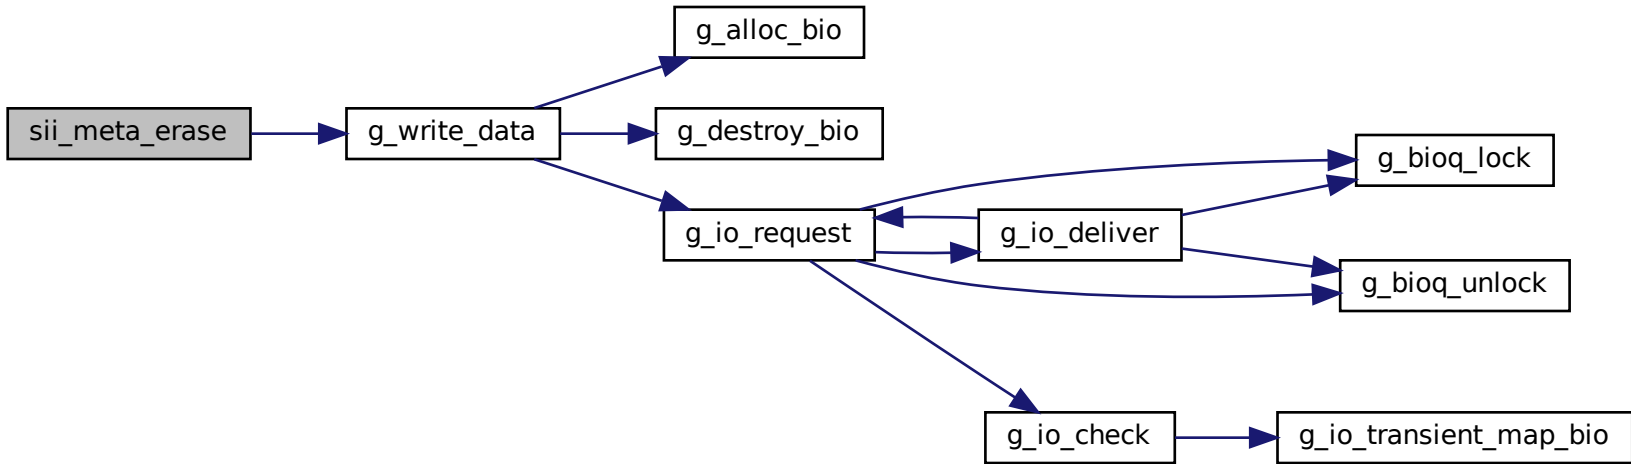 g_alloc_bio
sii_meta_erase
g_write_data
g_destroy_bio
g_bioq_lock
g_io_request
g_io_deliver
g_bioq_unlock
g_io_check
g_io_transient_map_bio